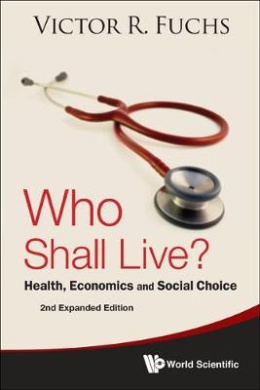 VICTOR R. FUCHS
Who
Shall Live?
Health, Economics and Social Choice
2nd Expanded Edition
World Scientific